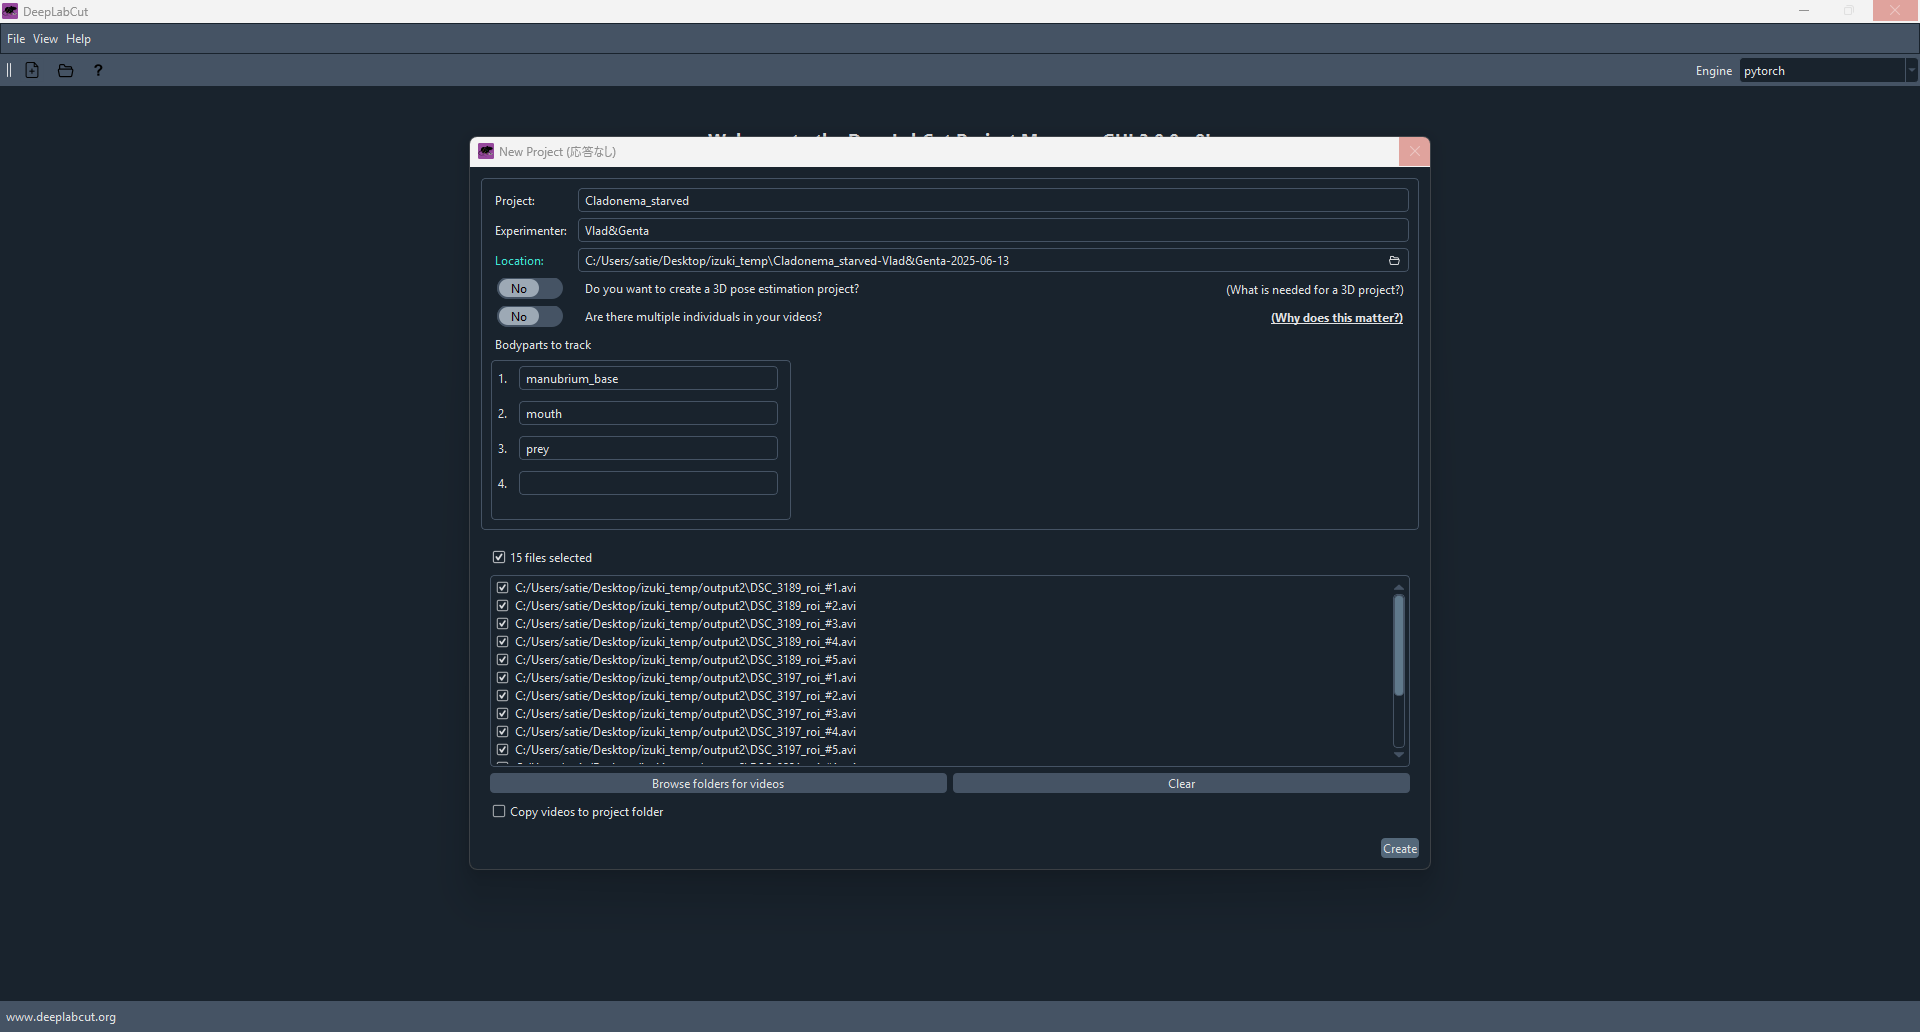 DeepLabCut
File View Help
? Engine pytorch
New Project (応答なし)
Project: Cladonema_starved
Experimenter: Vlad&Genta
Location: C:/Users/satie/Desktop/izuki_temp\Cladonema_starved-Vlad&Genta-2025-06-13
No Do you want to create a 3D pose estimation project? (What is needed for a 3D project?)
No Are there multiple individuals in your videos? (Why does this matter?)
Bodyparts to track
1. manubrium_base
2. mouth
3. prey
4.
15 files selected
C:/Users/satie/Desktop/izuki_temp/output2\DSC_3189_roi_#1.avi
C:/Users/satie/Desktop/izuki_temp/output2\DSC_3189_roi_#2.avi
C:/Users/satie/Desktop/izuki_temp/output2\DSC_3189_roi_#3.avi
C:/Users/satie/Desktop/izuki_temp/output2\DSC_3189_roi_#4.avi
C:/Users/satie/Desktop/izuki_temp/output2\DSC_3189_roi_#5.avi
C:/Users/satie/Desktop/izuki_temp/output2\DSC_3197_roi_#1.avi
C:/Users/satie/Desktop/izuki_temp/output2\DSC_3197_roi_#2.avi
C:/Users/satie/Desktop/izuki_temp/output2\DSC_3197_roi_#3.avi
C:/Users/satie/Desktop/izuki_temp/output2\DSC_3197_roi_#4.avi
C:/Users/satie/Desktop/izuki_temp/output2\DSC_3197_roi_#5.avi
Browse folders for videos Clear
Copy videos to project folder
Create
www.deeplabcut.org